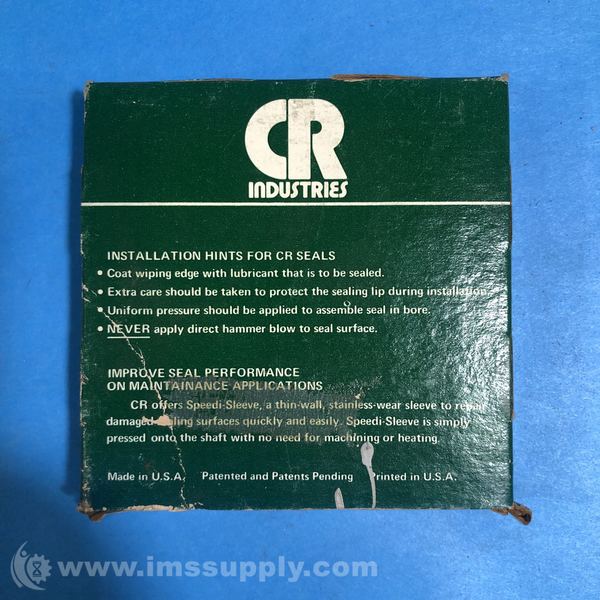 CR
INDUSTRIES
INSTALLATION HINTS FOR CR SEALS
• Coat wiping edge with lubricant that is to be sealed.
• Extra care should be taken to protect the sealing lip during installation.
• Uniform pressure should be applied to assemble seal in bore.
• NEVER apply direct hammer blow to seal surface.
IMPROVE SEAL PERFORMANCE
ON MAINTAINANCE APPLICATIONS
CR offers Speedi-Sleeve, a thin-wall, stainless-wear sleeve to repair
damaged sealing surfaces quickly and easily. Speedi-Sleeve is simply
pressed onto the shaft with no need for machining or heating.
Made in U.S.A. Patented and Patents Pending Printed in U.S.A.
www.imssupply.com